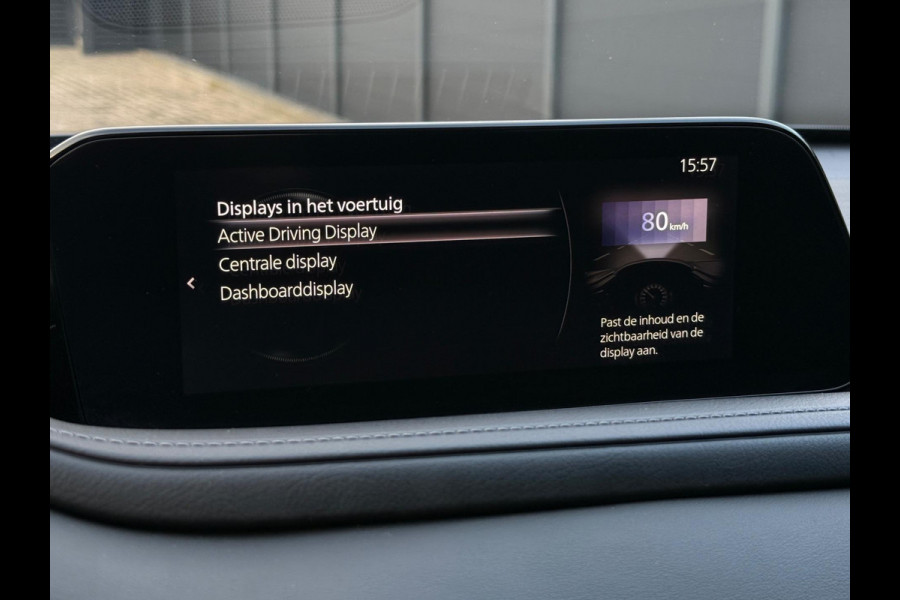 15:57
Displays in het voertuig
Active Driving Display
Centrale display
Dashboarddisplay
80 km/h
Past de inhoud en de
zichtbaarheid van de
display aan.